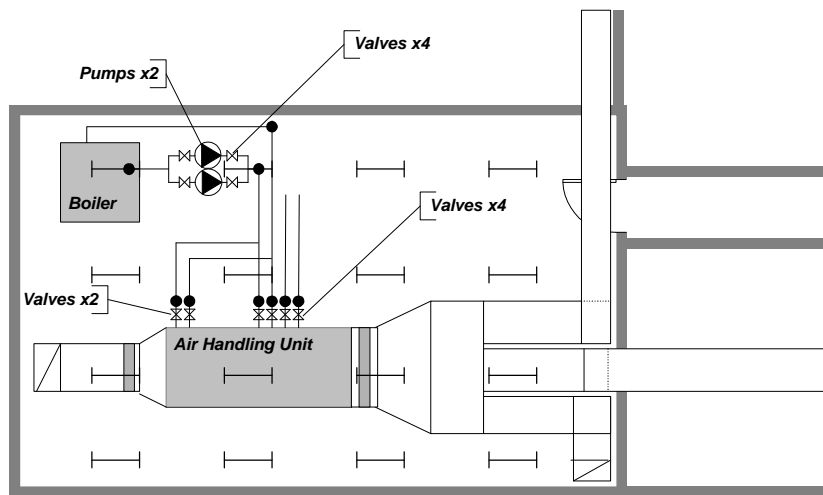 Valves x4
Pumps x2
Boiler
Valves x4
Valves x2
Air Handling Unit